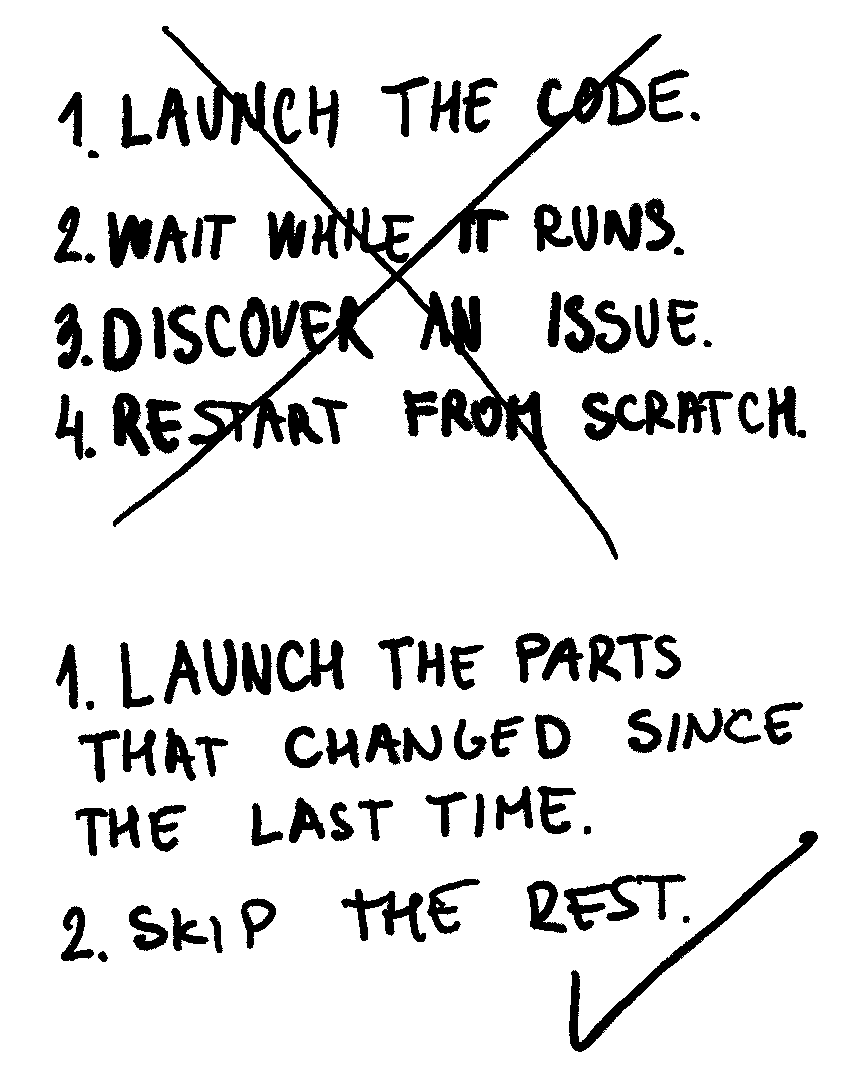 1. LAUNCH THE CODE.
2. WAIT WHILE IT RUNS.
3. DISCOVER AN ISSUE.
4. RESTART FROM SCRATCH.
1. LAUNCH THE PARTS
THAT CHANGED SINCE
THE LAST TIME.
2. SKIP THE REST.